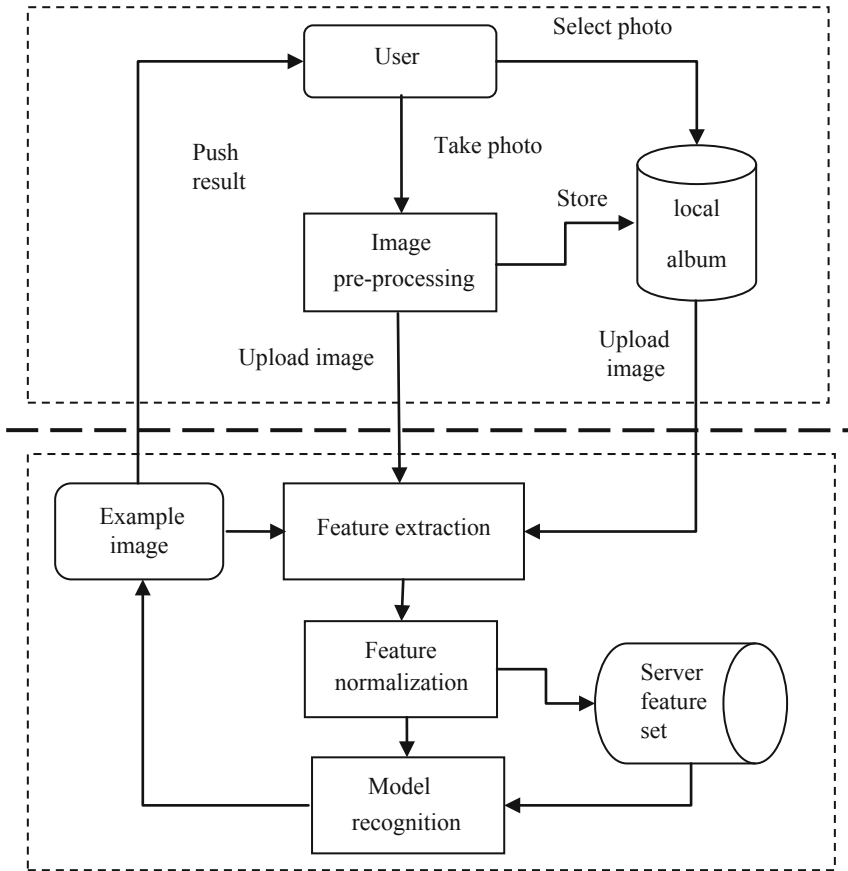 Select photo
User
Take photo
Push
result
Store
local
album
Image
pre-processing
Upload image
Upload
image
Example
image
Feature extraction
Feature
normalization
Server
feature
set
Model
recognition